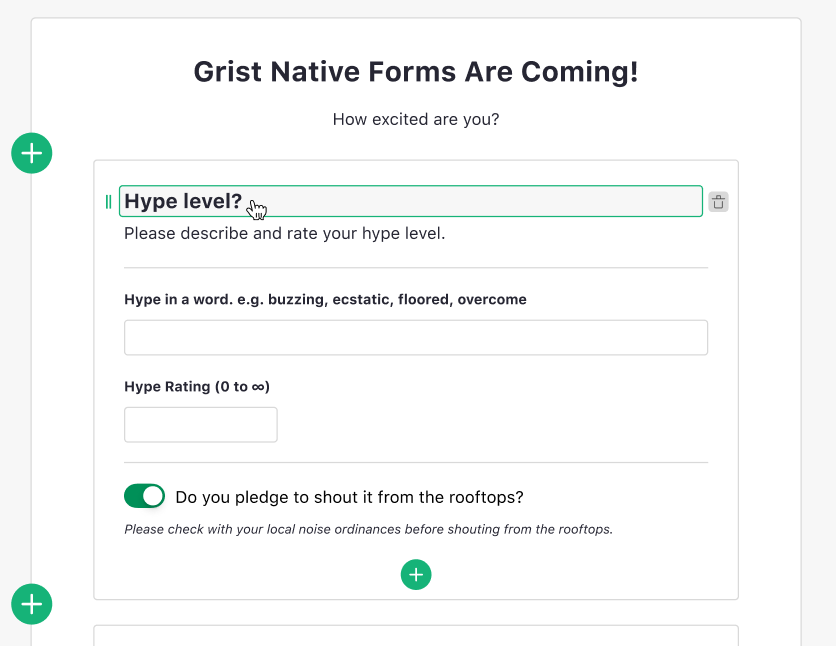 Grist Native Forms Are Coming!
How excited are you?
Hype level?
Please describe and rate your hype level.
Hype in a word. e.g. buzzing, ecstatic, floored, overcome
Hype Rating (0 to ∞)
Do you pledge to shout it from the rooftops?
Please check with your local noise ordinances before shouting from the rooftops.